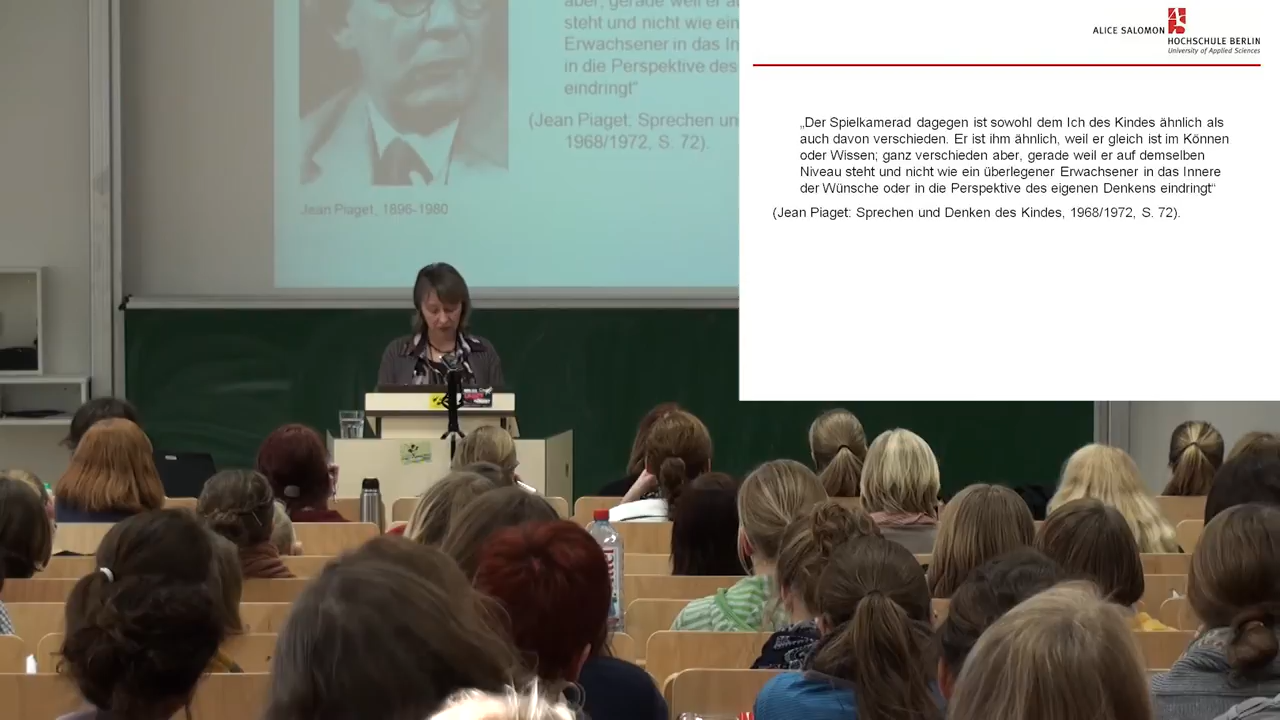 aber, gerade weil er a
steht und nicht wie ein
Erwachsener in das In
in die Perspektive des
eindringt“
(Jean Piaget, Sprechen un
1968/1972, S. 72).
Jean Piaget, 1896-1980
ALICE SALOMON
HOCHSCHULE BERLIN
University of Applied Sciences
„Der Spielkamerad dagegen ist sowohl dem Ich des Kindes ähnlich als
auch davon verschieden. Er ist ihm ähnlich, weil er gleich ist im Können
oder Wissen; ganz verschieden aber, gerade weil er auf demselben
Niveau steht und nicht wie ein überlegener Erwachsener in das Innere
der Wünsche oder in die Perspektive des eigenen Denkens eindringt“
(Jean Piaget: Sprechen und Denken des Kindes, 1968/1972, S. 72).